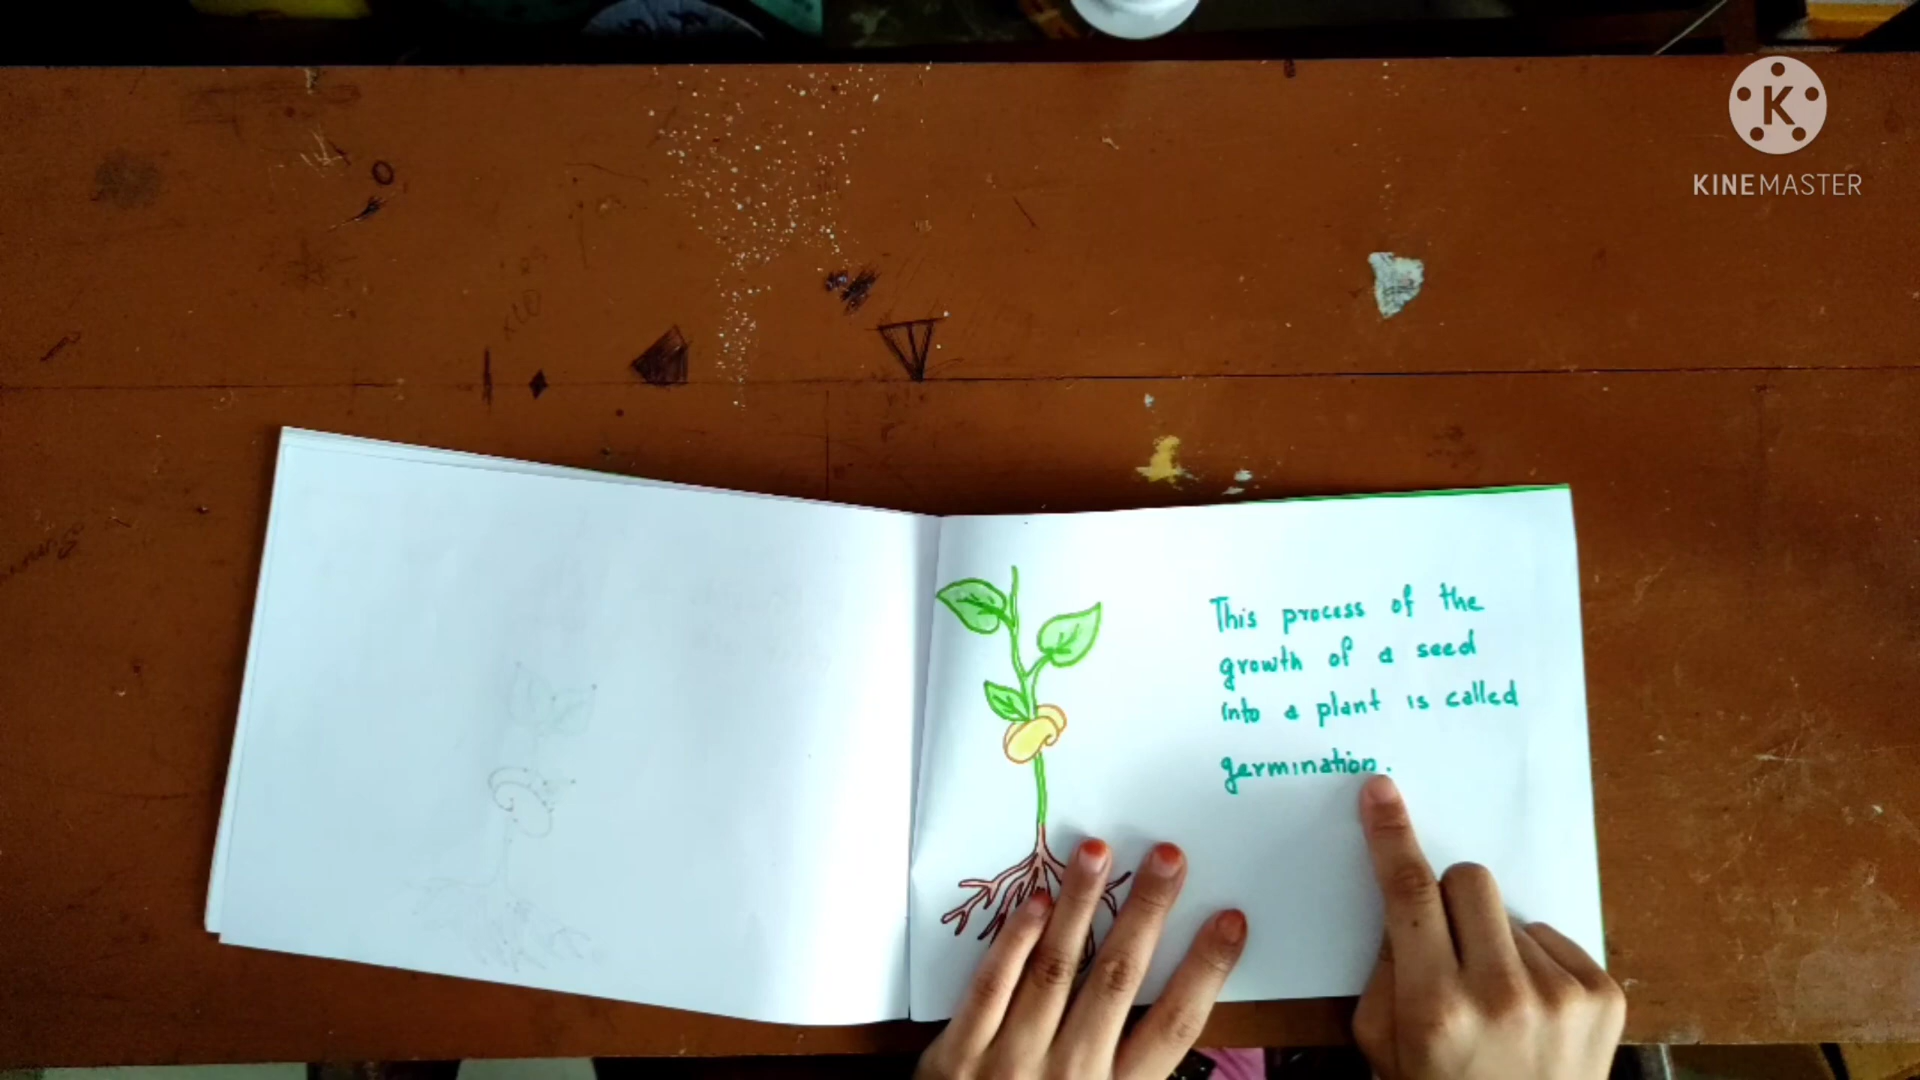 KINEMASTER
This process of the
growth of a seed
into a plant is called
germination.